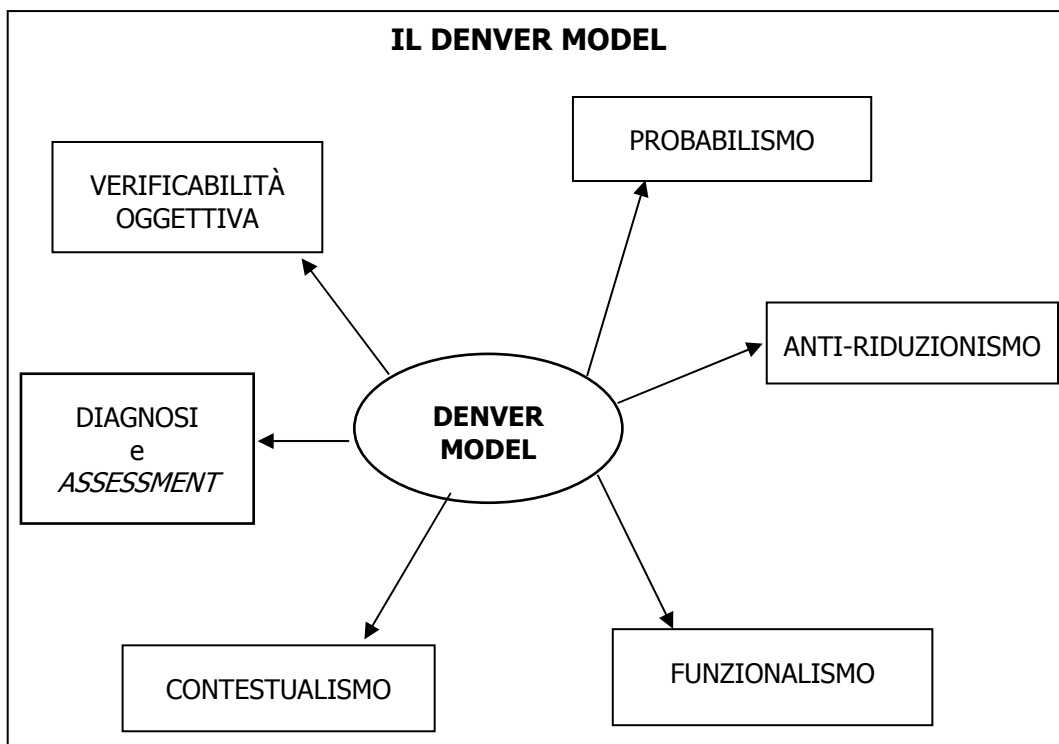 IL DENVER MODEL
PROBABILISMO
VERIFICABILITÀ
OGGETTIVA
ANTI-RIDUZIONISMO
DENVER
MODEL
DIAGNOSI
e
ASSESSMENT
CONTESTUALISMO
FUNZIONALISMO